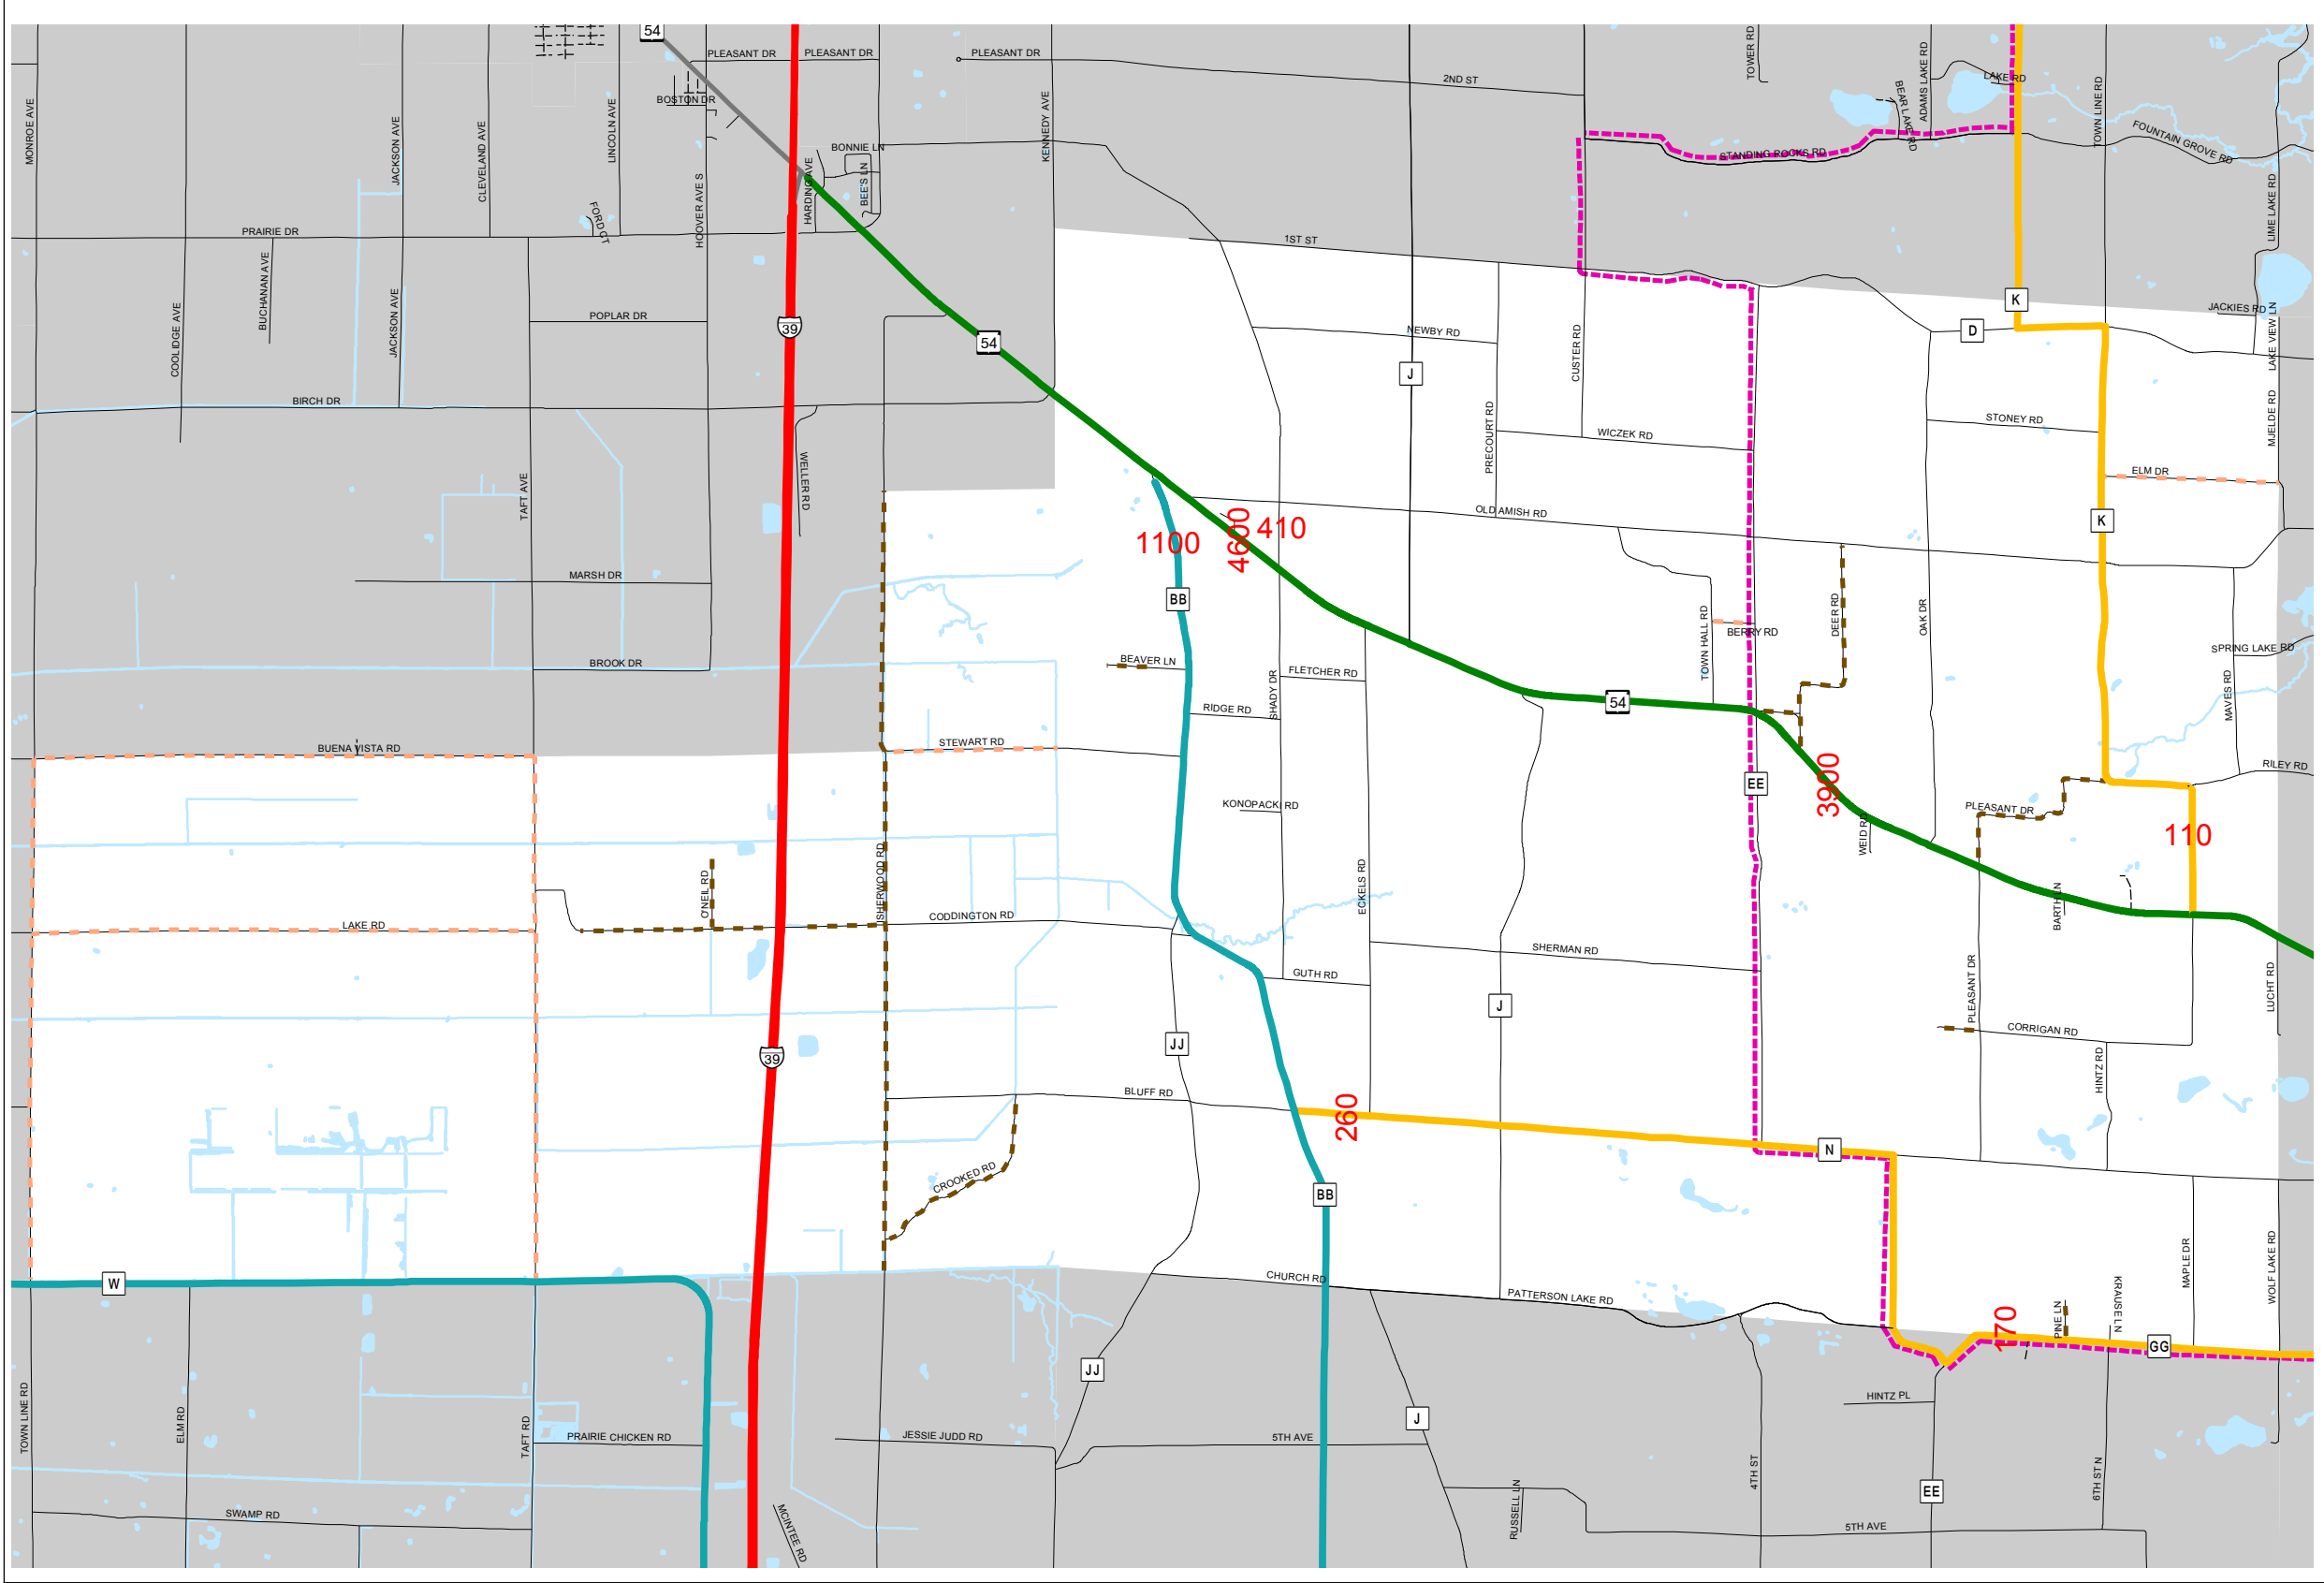 54
PLEASANT DR
PLEASANT DR
PLEASANT DR
2ND ST
TOWER RD
ADAMS LAKE RD
LAKE RD
BEAR LAKE RD
TOWN LINE RD
FOUNTAIN GROVE RD
MONROE AVE
JACKSON AVE
CLEVELAND AVE
LINCOLN AVE
BOSTON DR
KENNEDY AVE
BONNIE LN
HARDING AVE
BEE'S LN
STANDING ROCKS RD
LIME LAKE RD
FORD CT
HOOVER AVE S
PRAIRIE DR
1ST ST
BUCHANAN AVE
COOLIDGE AVE
JACKSON AVE
POPLAR DR
39
54
NEWBY RD
CUSTER RD
K
D
JACKIES RD
LAKE VIEW LN
J
BIRCH DR
PRECOURT RD
WICZEK RD
STONEY RD
MJELDE RD
TAFT AVE
WELLER RD
ELM DR
OLD AMISH RD
K
1100
4600
410
MARSH DR
BB
TOWN HALL RD
BERRY RD
DEER RD
OAK DR
SPRING LAKE RD
BROOK DR
BEAVER LN
SHADY DR
FLETCHER RD
RIDGE RD
54
MAVES RD
BUENA VISTA RD
STEWART RD
RILEY RD
EE
3900
KONOPACKI RD
PLEASANT DR
WEID RD
110
O'NEIL RD
SHERWOOD RD
ECKELS RD
BARTH LN
LAKE RD
CODDINGTON RD
SHERMAN RD
GUTH RD
PLEASANT DR
LUCHT RD
J
CORRIGAN RD
39
JJ
HINTZ RD
BLUFF RD
260
N
CROOKED RD
BB
MAPLE DR
WOLF LAKE RD
W
CHURCH RD
PATTERSON LAKE RD
KRAUSE LN
PINE LN
170
GG
JJ
TOWN LINE RD
ELM RD
TAFT RD
HINTZ PL
J
PRAIRIE CHICKEN RD
JESSIE JUDD RD
5TH AVE
4TH ST
EE
6TH ST N
RUSSELL LN
SWAMP RD
MCINTEE RD
5TH AVE